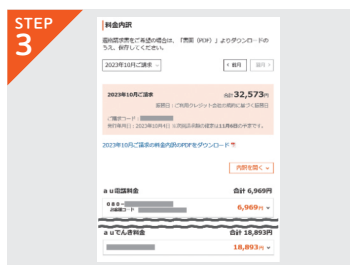 STEP
3
料金内訳
電話請求書をご希望の場合は、「書面（PDF）」よりダウンロードの
うえ、保存してください。
2023年10月ご請求
前月
翌月
2023年10月ご請求
合計 32,573円
振替日：ご利用クレジット会社の規約に基づく振替日
ご請求コード：
発行年月日：2023年10月4日
2023年10月ご請求の料金内訳のPDFをダウンロード
内訳を開く
au電話料金
合計 6,969円
080-
お客様コード
6,969円
auでんき料金
合計 18,893円
18,893円